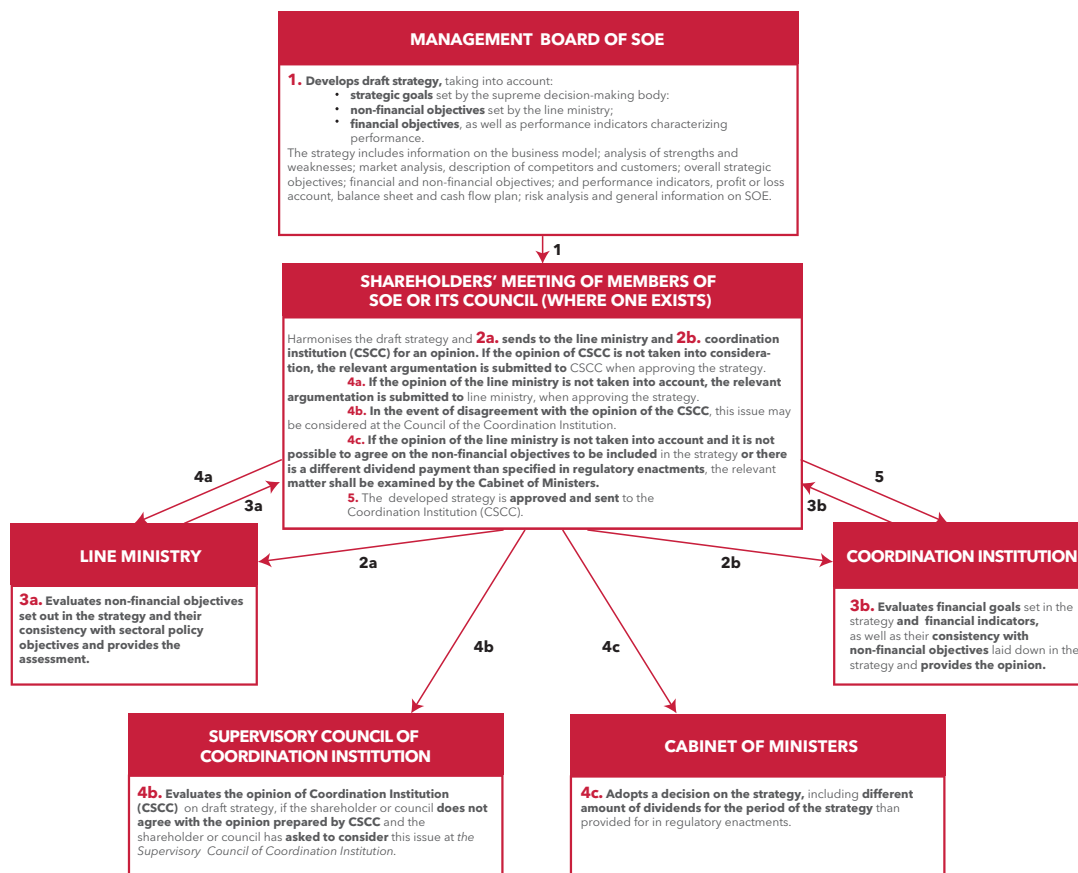 MANAGEMENT BOARD OF SOE
1. Develops draft strategy, taking into account:
• strategic goals set by the supreme decision-making body:
• non-financial objectives set by the line ministry;
• financial objectives, as well as performance indicators characterizing
performance.
The strategy includes information on the business model; analysis of strengths and
weaknesses; market analysis, description of competitors and customers; overall strategic
objectives; financial and non-financial objectives; and performance indicators, profit or loss
account, balance sheet and cash flow plan; risk analysis and general information on SOE.
1
SHAREHOLDERS’ MEETING OF MEMBERS OF
SOE OR ITS COUNCIL (WHERE ONE EXISTS)
Harmonises the draft strategy and 2a. sends to the line ministry and 2b. coordination
institution (CSCC) for an opinion. If the opinion of CSCC is not taken into considera-
tion, the relevant argumentation is submitted to CSCC when approving the strategy.
4a. If the opinion of the line ministry is not taken into account, the relevant
argumentation is submitted to line ministry, when approving the strategy.
4b. In the event of disagreement with the opinion of the CSCC, this issue may
be considered at the Council of the Coordination Institution.
4c. If the opinion of the line ministry is not taken into account and it is not
possible to agree on the non-financial objectives to be included in the strategy or there
is a different dividend payment than specified in regulatory enactments, the relevant
matter shall be examined by the Cabinet of Ministers.
5. The developed strategy is approved and sent to the
Coordination Institution (CSCC).
4a
3a
5
3b
LINE MINISTRY
3a. Evaluates non-financial objectives
set out in the strategy and their
consistency with sectoral policy
objectives and provides the
assessment.
2a
2b
COORDINATION INSTITUTION
3b. Evaluates financial goals set in the
strategy and financial indicators,
as well as their consistency with
non-financial objectives laid down in the
strategy and provides the opinion.
4b
4c
SUPERVISORY COUNCIL OF
COORDINATION INSTITUTION
4b. Evaluates the opinion of Coordination Institution
(CSCC) on draft strategy, if the shareholder or council does not
agree with the opinion prepared by CSCC and the
shareholder or council has asked to consider this issue at the
Supervisory Council of Coordination Institution.
CABINET OF MINISTERS
4c. Adopts a decision on the strategy, including different
amount of dividends for the period of the strategy than
provided for in regulatory enactments.